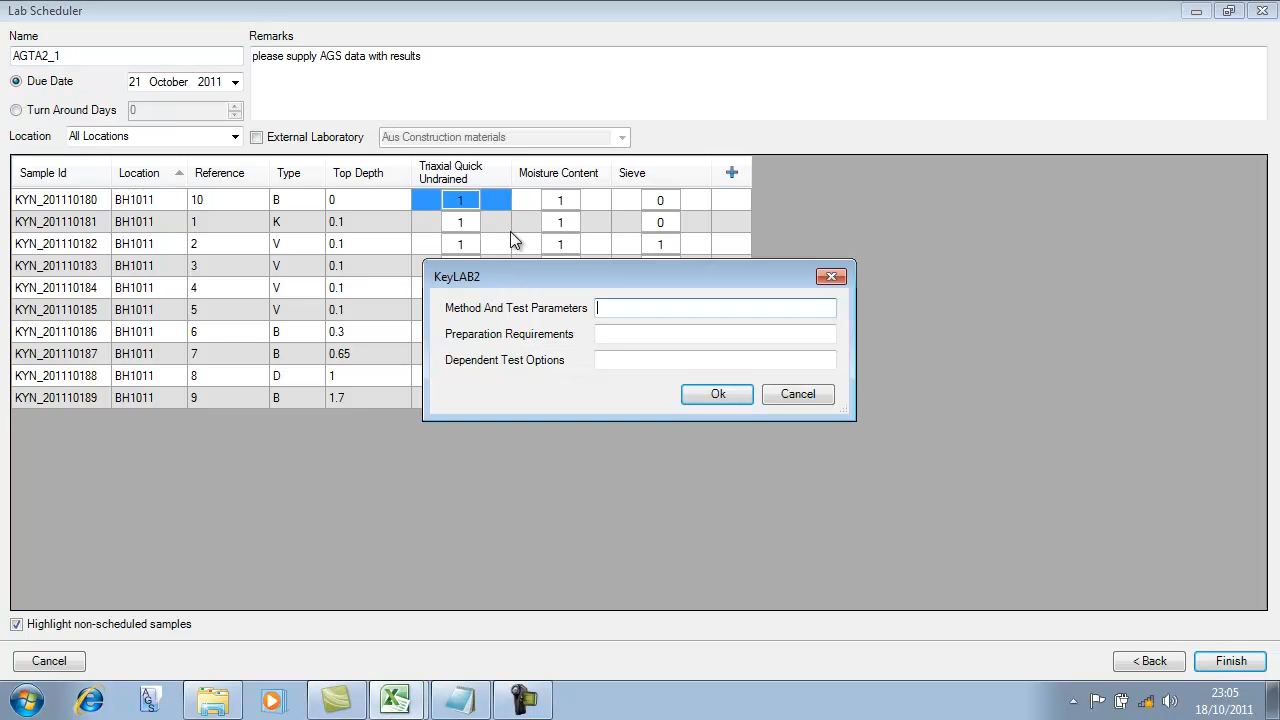 Lab Scheduler
Name
Remarks
AGTA2_1
please supply AGS data with results
Due Date
21 October 2011
Turn Around Days
0
Location
All Locations
External Laboratory
Aus Construction materials
Sample Id Location Reference Type Top Depth Triaxial Quick Undrained Moisture Content Sieve
KYN_201110180 BH1011 10 B 0 1 1 0
KYN_201110181 BH1011 1 K 0.1 1 1 0
KYN_201110182 BH1011 2 V 0.1 1 1 1
KYN_201110183 BH1011 3 V 0.1
KYN_201110184 BH1011 4 V 0.1
KYN_201110185 BH1011 5 V 0.1
KYN_201110186 BH1011 6 B 0.3
KYN_201110187 BH1011 7 B 0.65
KYN_201110188 BH1011 8 D 1
KYN_201110189 BH1011 9 B 1.7
KeyLAB2
Method And Test Parameters
Preparation Requirements
Dependent Test Options
Ok
Cancel
Highlight non-scheduled samples
Cancel
< Back
Finish
23:05
18/10/2011